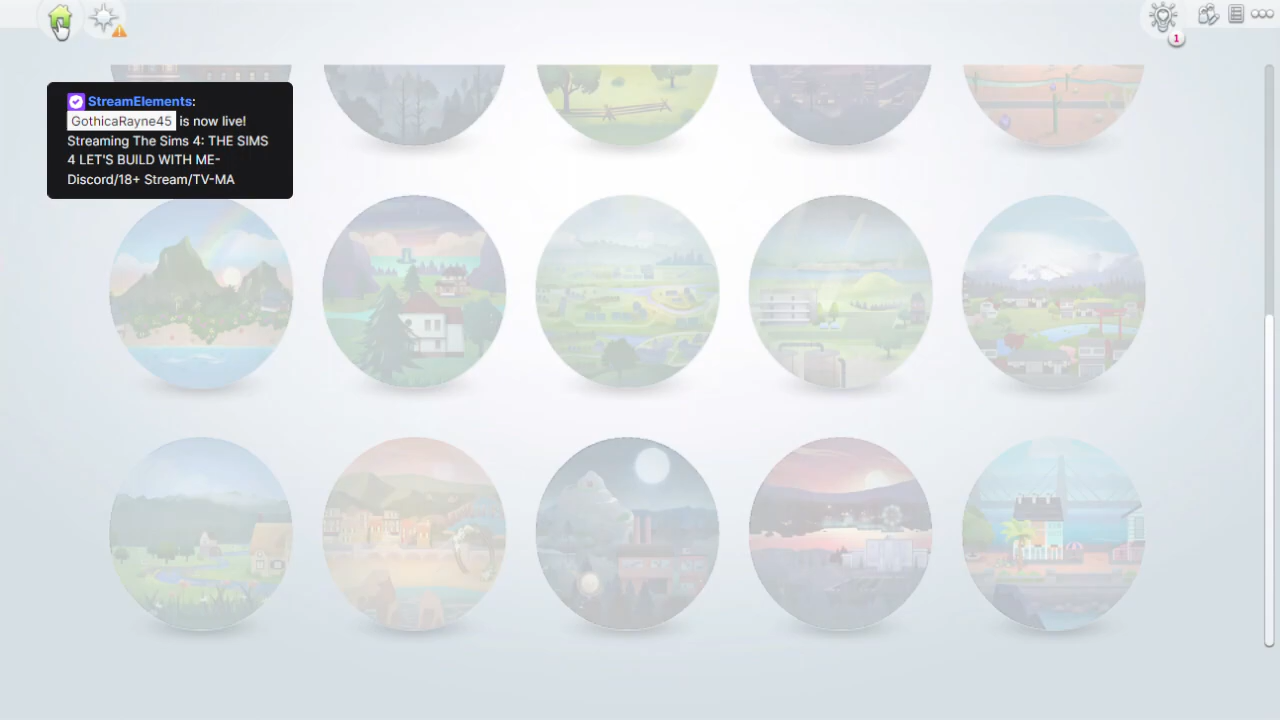 StreamElements:
GothicaRayne45 is now live!
Streaming The Sims 4: THE SIMS
4 LET'S BUILD WITH ME-
Discord/18+ Stream/TV-MA
1